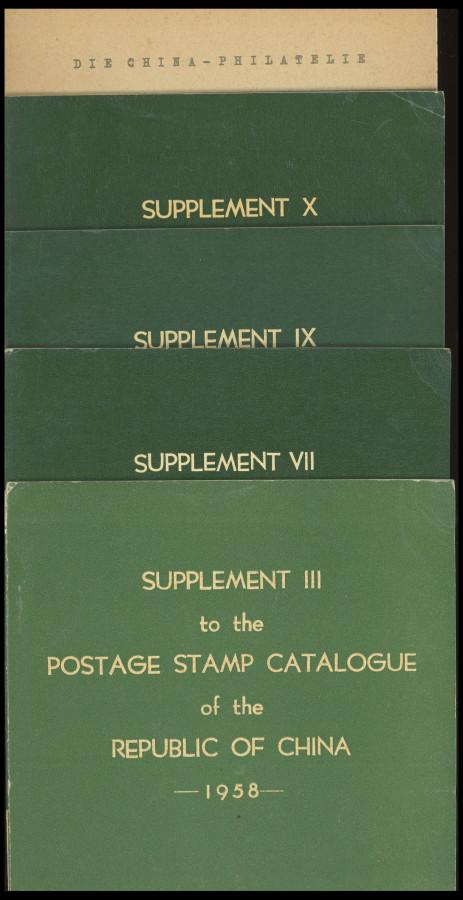 DIE CHINA-PHILATELIE
SUPPLEMENT X
SUPPLEMENT IX
SUPPLEMENT VII
SUPPLEMENT III
to the
POSTAGE STAMP CATALOGUE
of the
REPUBLIC OF CHINA
—1958—